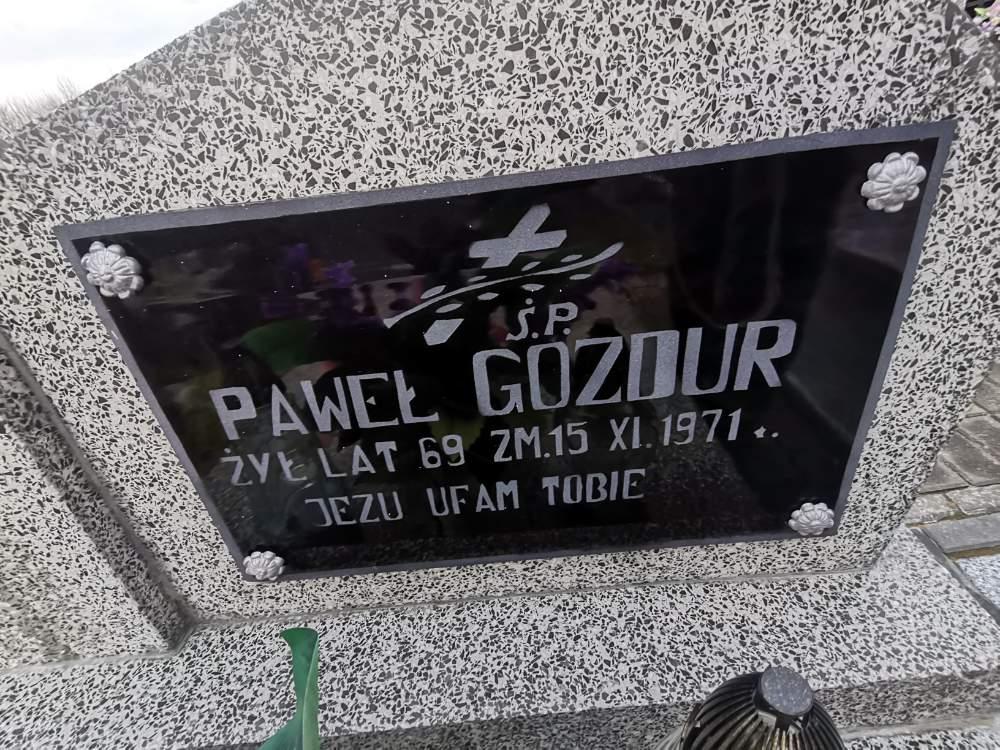 Ś.P.
PAWEŁ GOZDUR
ŻYŁ LAT 69 ZM.15 XI.1971
JEZU UFAM TOBIE